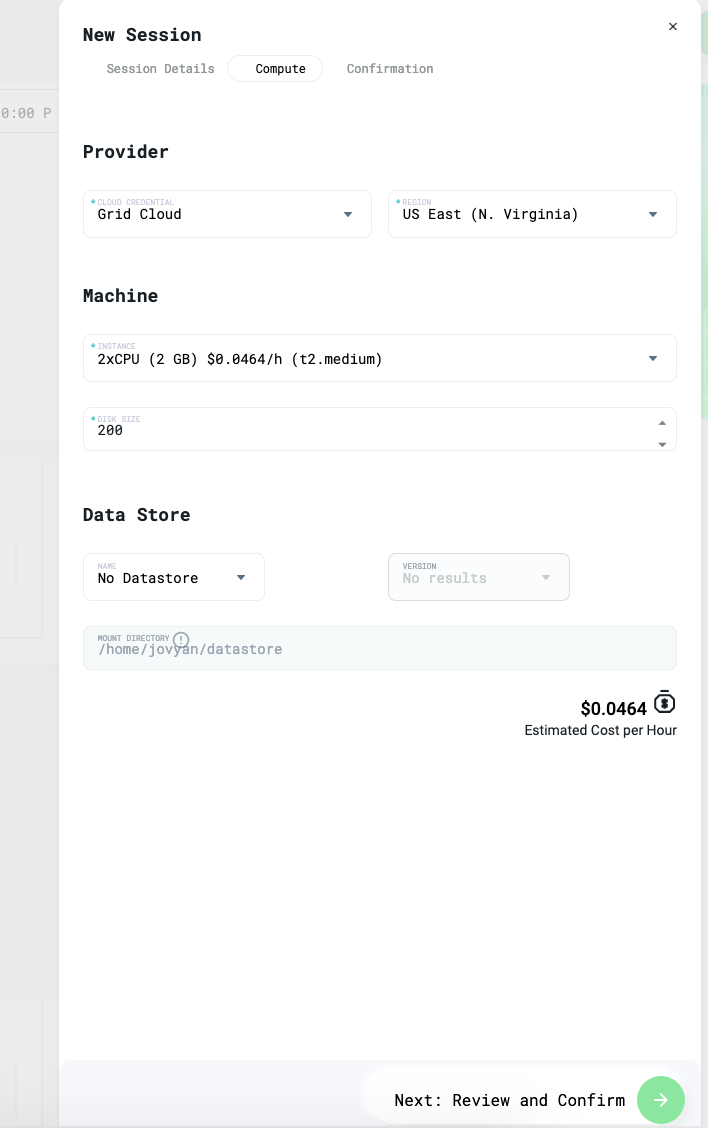 New Session
×
Session Details Compute Confirmation
0:00 P
Provider
* CLOUD CREDENTIAL
Grid Cloud
* REGION
US East (N. Virginia)
Machine
* INSTANCE
2xCPU (2 GB) $0.0464/h (t2.medium)
* DISK SIZE
200
Data Store
NAME
No Datastore
VERSION
No results
MOUNT DIRECTORY
/home/jovyan/datastore
$0.0464
Estimated Cost per Hour
Next: Review and Confirm